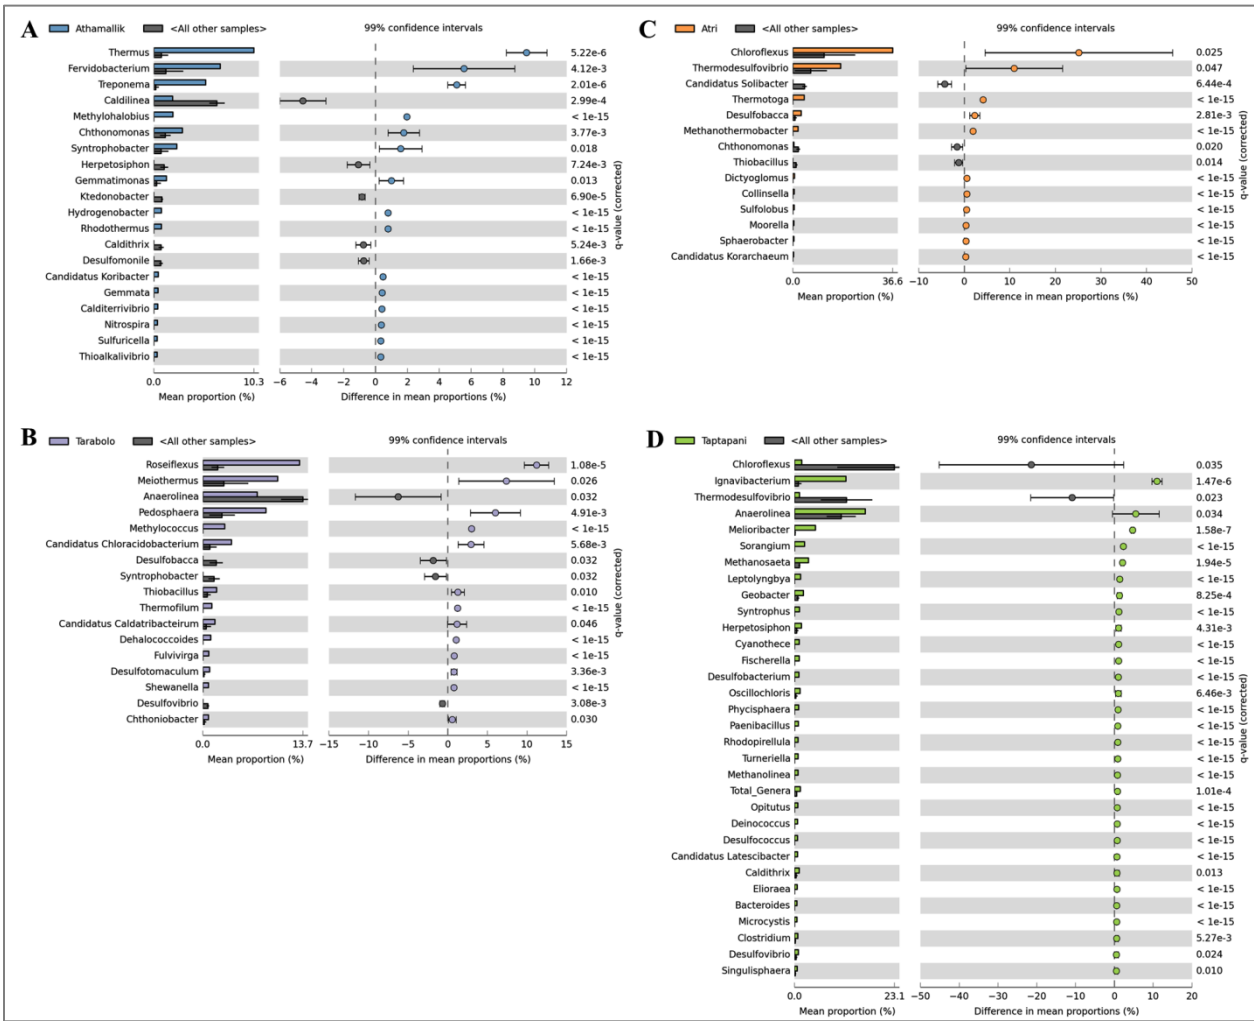 A
Athamallik <All other samples> 99% confidence intervals
Thermus 5.22e-6
Fervidobacterium 4.12e-3
Treponema 2.01e-6
Caldilinea 2.99e-4
Methylohalobius < 1e-15
Chthonomonas 3.77e-3
Syntrophobacter 0.018
Herpetosiphon 7.24e-3
Gemmatimonas 0.013
Ktedonobacter 6.90e-5
Hydrogenobacter < 1e-15
Rhodothermus < 1e-15
Caldithrix 5.24e-3
Desulfomonile 1.66e-3
Candidatus Koribacter < 1e-15
Gemmata < 1e-15
Calditerrivibrio < 1e-15
Nitrospira < 1e-15
Sulfuricella < 1e-15
Thioalkalivibrio < 1e-15
q-value (corrected)
0.0 10.3 −6 −4 −2 0 2 4 6 8 10 12
Mean proportion (%) Difference in mean proportions (%)
B
Tarabolo <All other samples> 99% confidence intervals
Roseiflexus 1.08e-5
Meiothermus 0.026
Anaerolinea 0.032
Pedosphaera 4.91e-3
Methylococcus < 1e-15
Candidatus Chloracidobacterium 5.68e-3
Desulfobacca 0.032
Syntrophobacter 0.032
Thiobacillus 0.010
Thermofilum < 1e-15
Candidatus Caldatribacteirum 0.046
Dehalococcoides < 1e-15
Fulvivirga < 1e-15
Desulfotomaculum 3.36e-3
Shewanella < 1e-15
Desulfovibrio 3.08e-3
Chthoniobacter 0.030
q-value (corrected)
0.0 13.7 −15 −10 −5 0 5 10 15
Mean proportion (%) Difference in mean proportions (%)
C
Atri <All other samples> 99% confidence intervals
Chloroflexus 0.025
Thermodesulfovibrio 0.047
Candidatus Solibacter 6.44e-4
Thermotoga < 1e-15
Desulfobacca 2.81e-3
Methanothermobacter < 1e-15
Chthonomonas 0.020
Thiobacillus 0.014
Dictyoglomus < 1e-15
Collinsella < 1e-15
Sulfolobus < 1e-15
Moorella < 1e-15
Sphaerobacter < 1e-15
Candidatus Korarchaeum < 1e-15
q-value (corrected)
0.0 36.6 −10 0 10 20 30 40 50
Mean proportion (%) Difference in mean proportions (%)
D
Taptapani <All other samples> 99% confidence intervals
Chloroflexus 0.035
Ignavibacterium 1.47e-6
Thermodesulfovibrio 0.023
Anaerolinea 0.034
Melioribacter 1.58e-7
Sorangium < 1e-15
Methanosaeta 1.94e-5
Leptolyngbya < 1e-15
Geobacter 8.25e-4
Syntrophus < 1e-15
Herpetosiphon 4.31e-3
Cyanothece < 1e-15
Fischerella < 1e-15
Desulfobacterium < 1e-15
Oscillochloris 6.46e-3
Phycisphaera < 1e-15
Paenibacillus < 1e-15
Rhodopirellula < 1e-15
Turneriella < 1e-15
Methanolinea < 1e-15
Total_Genera 1.01e-4
Opitutus < 1e-15
Deinococcus < 1e-15
Desulfococcus < 1e-15
Candidatus Latescibacter < 1e-15
Caldithrix 0.013
Elioraea < 1e-15
Bacteroides < 1e-15
Microcystis < 1e-15
Clostridium 5.27e-3
Desulfovibrio 0.024
Singulisphaera 0.010
q-value (corrected)
0.0 23.1 −50 −40 −30 −20 −10 0 10 20
Mean proportion (%) Difference in mean proportions (%)